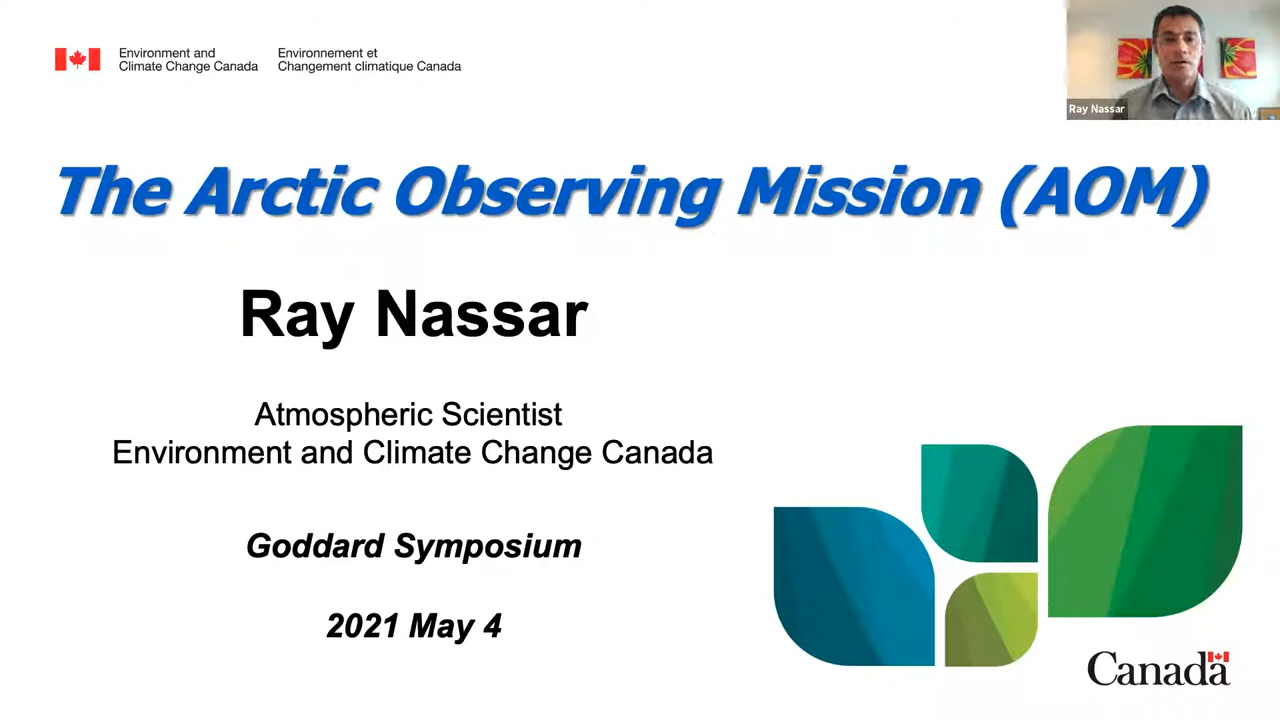 Environment and
Climate Change Canada
Environnement et
Changement climatique Canada
Ray Nassar
The Arctic Observing Mission (AOM)
Ray Nassar
Atmospheric Scientist
Environment and Climate Change Canada
Goddard Symposium
2021 May 4
Canada